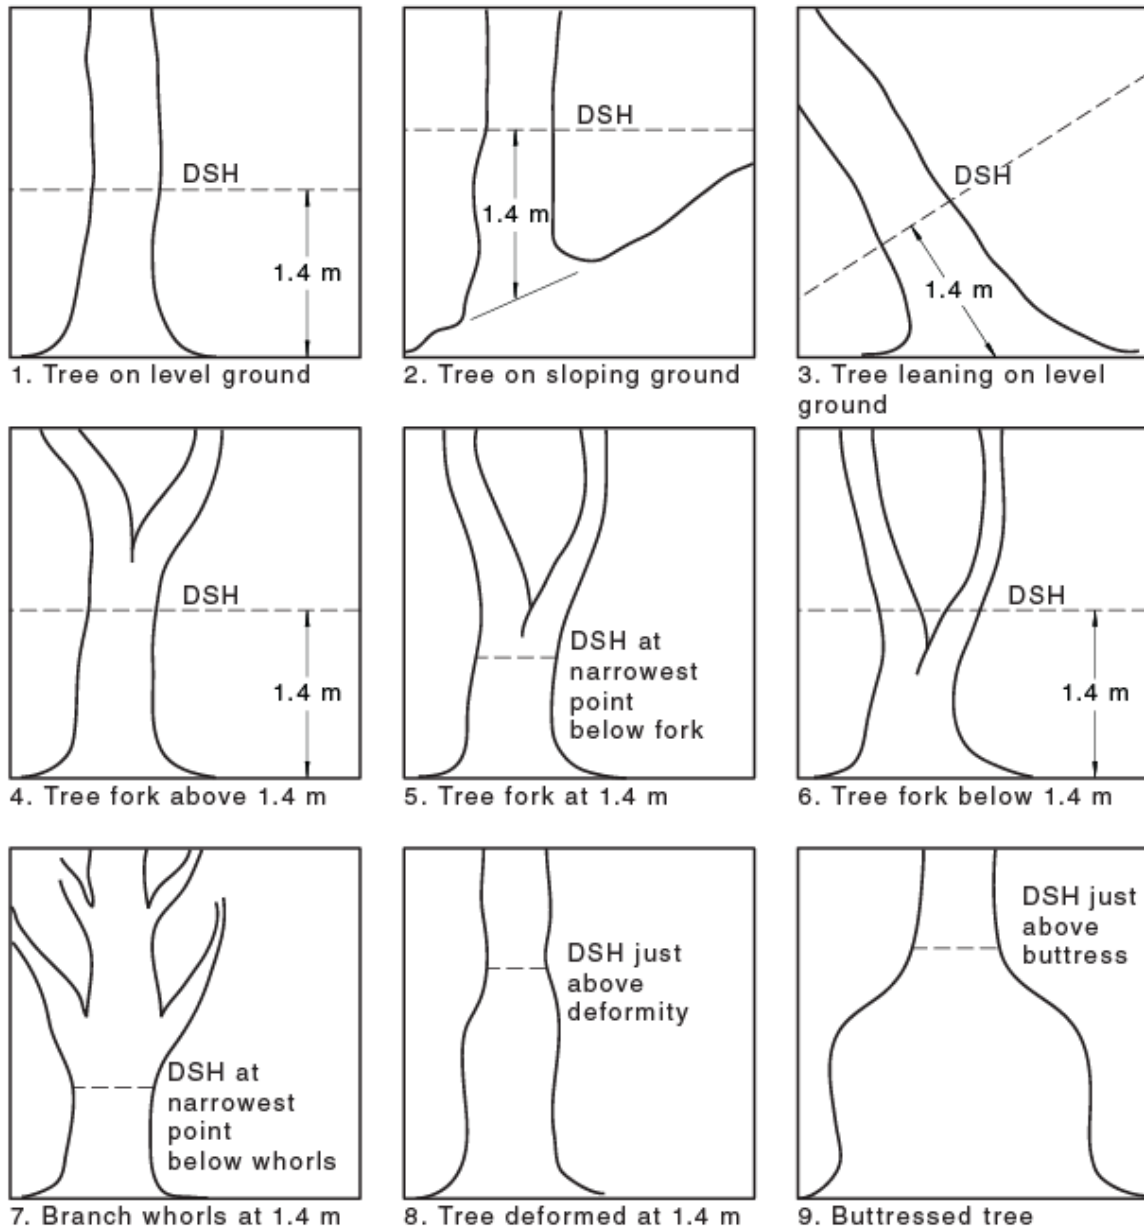 DSH
1.4 m
1. Tree on level ground
DSH
1.4 m
2. Tree on sloping ground
DSH
1.4 m
3. Tree leaning on level
ground
DSH
1.4 m
4. Tree fork above 1.4 m
DSH at
narrowest
point
below fork
5. Tree fork at 1.4 m
DSH
1.4 m
6. Tree fork below 1.4 m
DSH at
narrowest
point
below whorls
7. Branch whorls at 1.4 m
DSH just
above
deformity
8. Tree deformed at 1.4 m
DSH just
above
buttress
9. Buttressed tree